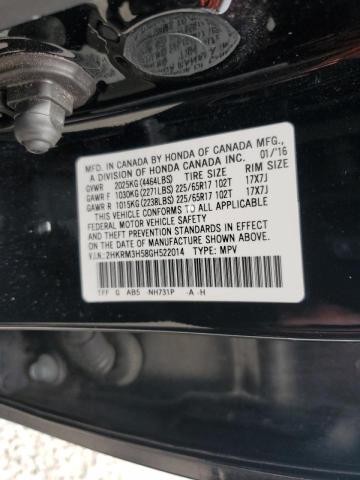 MFD. IN CANADA BY HONDA OF CANADA MFG.,
A DIVISION OF HONDA CANADA INC. 01/'16
GVWR 2025KG (4464LBS) TIRE SIZE RIM SIZE
GAWR F 1030KG (2271LBS) 225/65R17 102T 17X7J
GAWR R 1015KG (2238LBS) 225/65R17 102T 17X7J
THIS VEHICLE CONFORMS TO ALL APPLICABLE
FEDERAL MOTOR VEHICLE SAFETY
AND THEFT PREVENTION STANDARDS IN EFFECT
ON THE DATE OF MANUFACTURE SHOWN ABOVE.
V.I.N.: 2HKRM3H58GH522014 TYPE: MPV
TFF G AB5 -NH731P -A -H